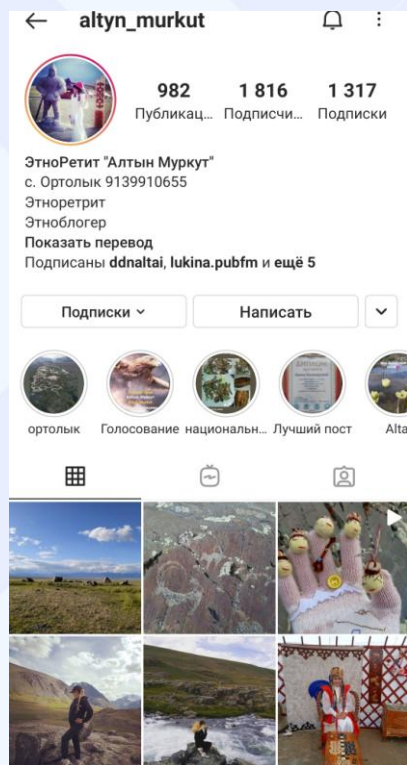 altyn_murkut
982 1 816 1 317
Публикац... Подписчи... Подписки
ЭтноРетит "Алтын Муркут"
с. Ортолык 9139910655
Этноретрит
Этноблогер
Показать перевод
Подписаны ddnaltai, lukina.pubfm и ещё 5
Подписки Написать
ортолык Голосование национальн... Лучший пост Alta